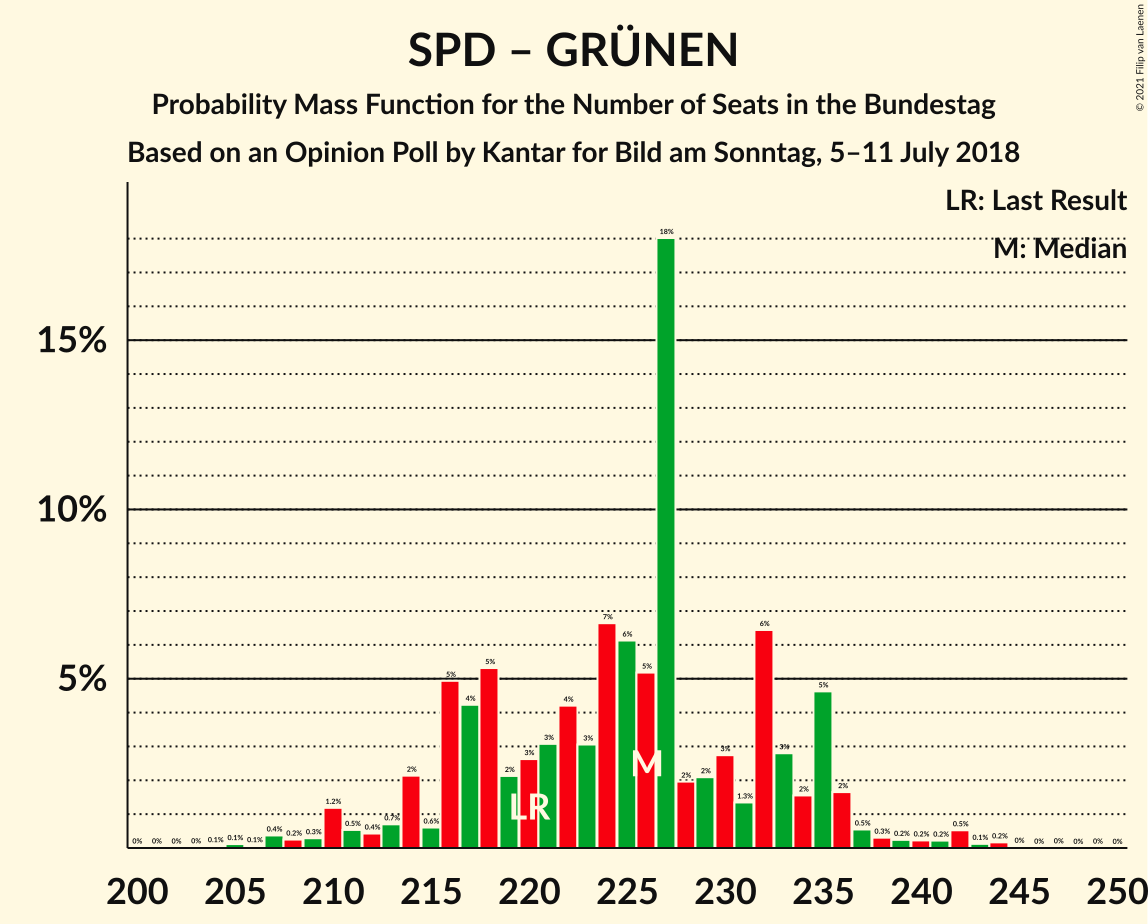 SPD – GRÜNEN
Probability Mass Function for the Number of Seats in the Bundestag
Based on an Opinion Poll by Kantar for Bild am Sonntag, 5–11 July 2018
© 2021 Filip van Laenen
LR: Last Result
M: Median
15%
10%
5%
0% 0% 0% 0% 0.1% 0.1% 0.1% 0.4% 0.2% 0.3% 1.2% 0.5% 0.4% 0.7% 2% 0.6% 5% 4% 5% 2% 3% 3% 4% 3% 7% 6% 5% 18% 2% 2% 3% 1.3% 6% 3% 2% 5% 2% 0.5% 0.3% 0.2% 0.2% 0.2% 0.5% 0.1% 0.2% 0% 0% 0% 0% 0% 0%
M
LR
200 205 210 215 220 225 230 235 240 245 250